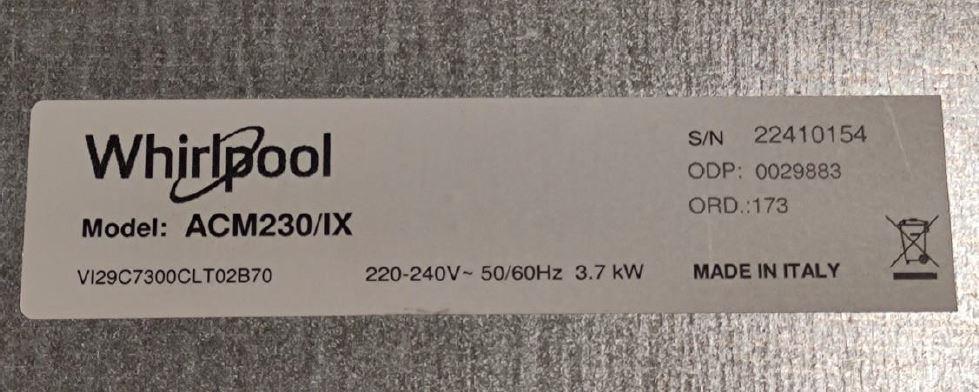 Whirlpool
Model: ACM230/IX
VI29C7300CLT02B70
220-240V~ 50/60Hz 3.7 kW
S/N 22410154
ODP: 0029883
ORD.:173
MADE IN ITALY